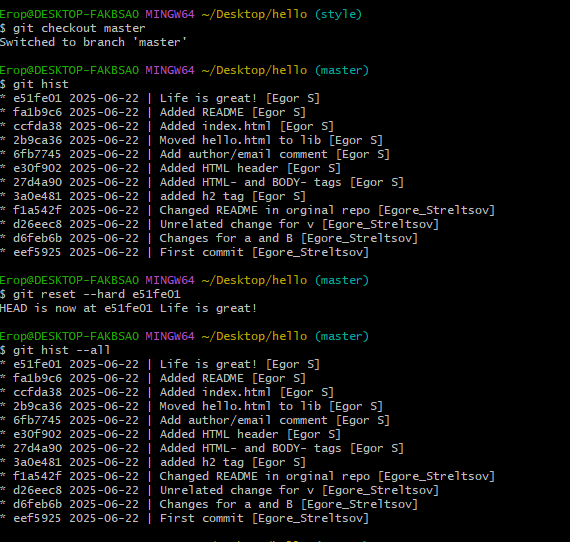 Егор@DESKTOP-FAKBSAO MINGW64 ~/Desktop/hello (style)
$ git checkout master
Switched to branch 'master'
Егор@DESKTOP-FAKBSAO MINGW64 ~/Desktop/hello (master)
$ git hist
* e51fe01 2025-06-22 | Life is great! [Egor S]
* fa1b9c6 2025-06-22 | Added README [Egor S]
* ccfda38 2025-06-22 | Added index.html [Egor S]
* 2b9ca36 2025-06-22 | Moved hello.html to lib [Egor S]
* 6fb7745 2025-06-22 | Add author/email comment [Egor S]
* e30f902 2025-06-22 | Added HTML header [Egor S]
* 27d4a90 2025-06-22 | Added HTML- and BODY- tags [Egor S]
* 3a0e481 2025-06-22 | added h2 tag [Egor S]
* f1a542f 2025-06-22 | Changed README in orginal repo [Egore_Streltsov]
* d26eec8 2025-06-22 | Unrelated change for v [Egore_Streltsov]
* d6feb6b 2025-06-22 | Changes for a and B [Egore_Streltsov]
* eef5925 2025-06-22 | First commit [Egore_Streltsov]
Егор@DESKTOP-FAKBSAO MINGW64 ~/Desktop/hello (master)
$ git reset --hard e51fe01
HEAD is now at e51fe01 Life is great!
Егор@DESKTOP-FAKBSAO MINGW64 ~/Desktop/hello (master)
$ git hist --all
* e51fe01 2025-06-22 | Life is great! [Egor S]
* fa1b9c6 2025-06-22 | Added README [Egor S]
* ccfda38 2025-06-22 | Added index.html [Egor S]
* 2b9ca36 2025-06-22 | Moved hello.html to lib [Egor S]
* 6fb7745 2025-06-22 | Add author/email comment [Egor S]
* e30f902 2025-06-22 | Added HTML header [Egor S]
* 27d4a90 2025-06-22 | Added HTML- and BODY- tags [Egor S]
* 3a0e481 2025-06-22 | added h2 tag [Egor S]
* f1a542f 2025-06-22 | Changed README in orginal repo [Egore_Streltsov]
* d26eec8 2025-06-22 | Unrelated change for v [Egore_Streltsov]
* d6feb6b 2025-06-22 | Changes for a and B [Egore_Streltsov]
* eef5925 2025-06-22 | First commit [Egore_Streltsov]